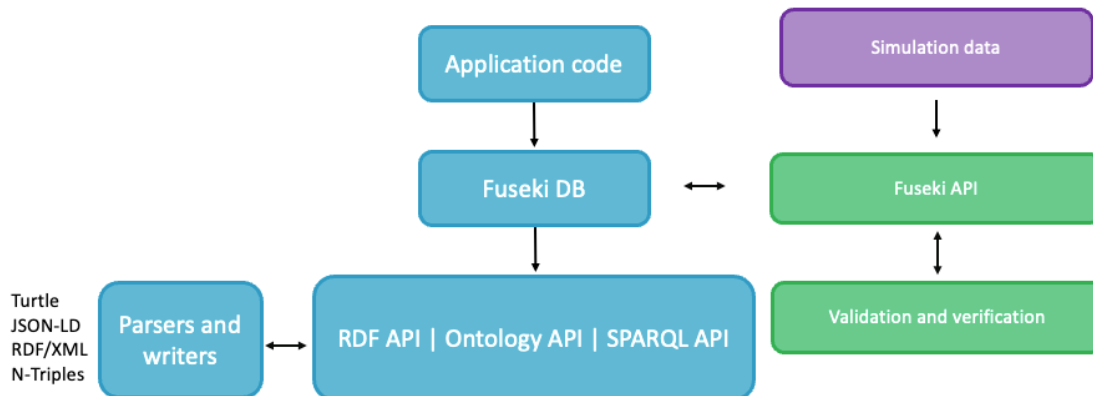 Application code
Simulation data
Fuseki DB
Fuseki API
Turtle
JSON-LD
RDF/XML
N-Triples
Parsers and
writers
RDF API | Ontology API | SPARQL API
Validation and verification